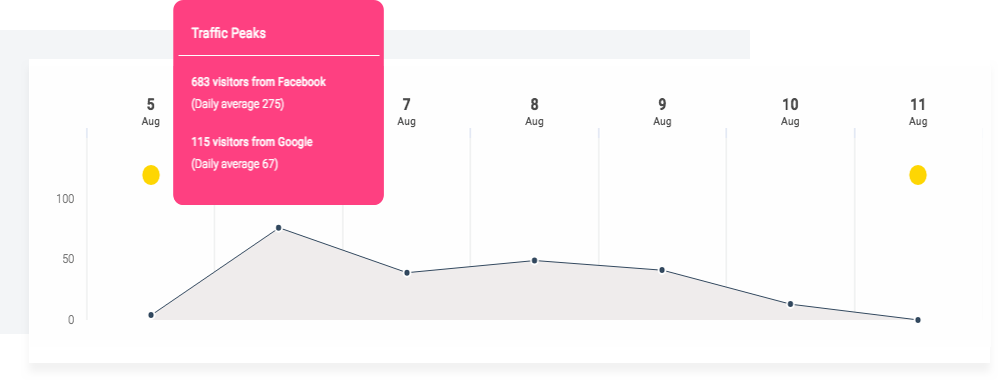 Traffic Peaks
683 visitors from Facebook
(Daily average 275)
115 visitors from Google
(Daily average 67)
5
Aug
7
Aug
8
Aug
9
Aug
10
Aug
11
Aug
100
50
0